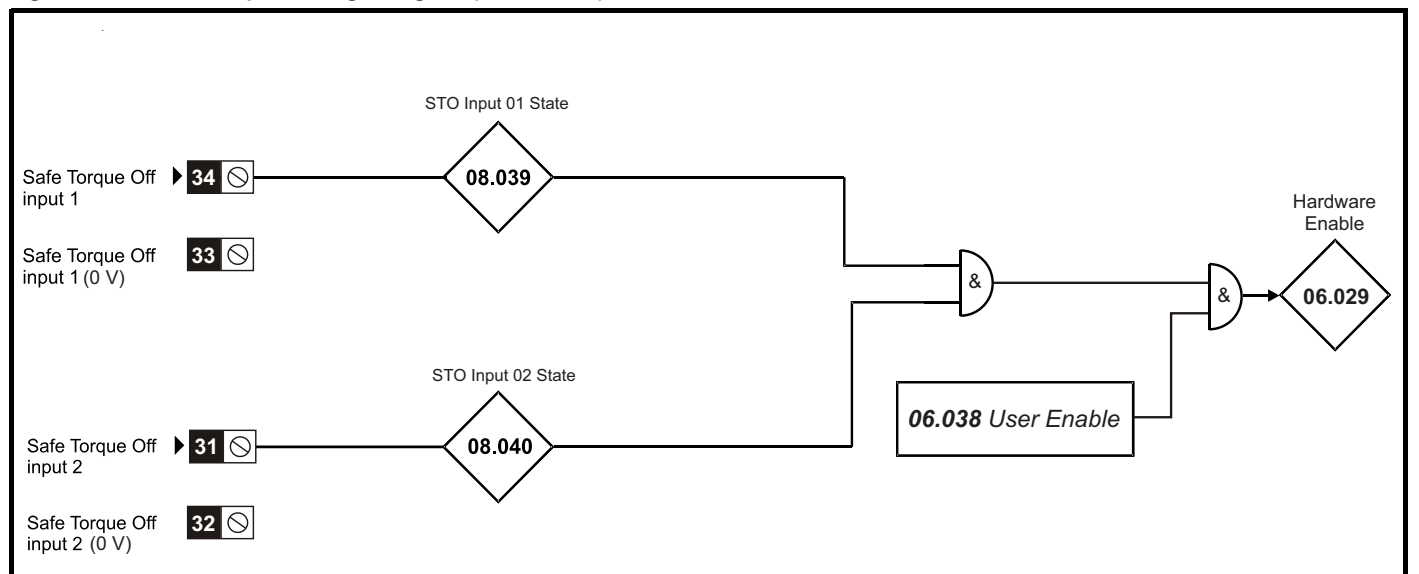 STO Input 01 State
Safe Torque Off
input 1
34
08.039
Hardware
Enable
Safe Torque Off
input 1 (0 V)
33
&
&
06.029
STO Input 02 State
06.038 User Enable
Safe Torque Off
input 2
31
08.040
Safe Torque Off
input 2 (0 V)
32